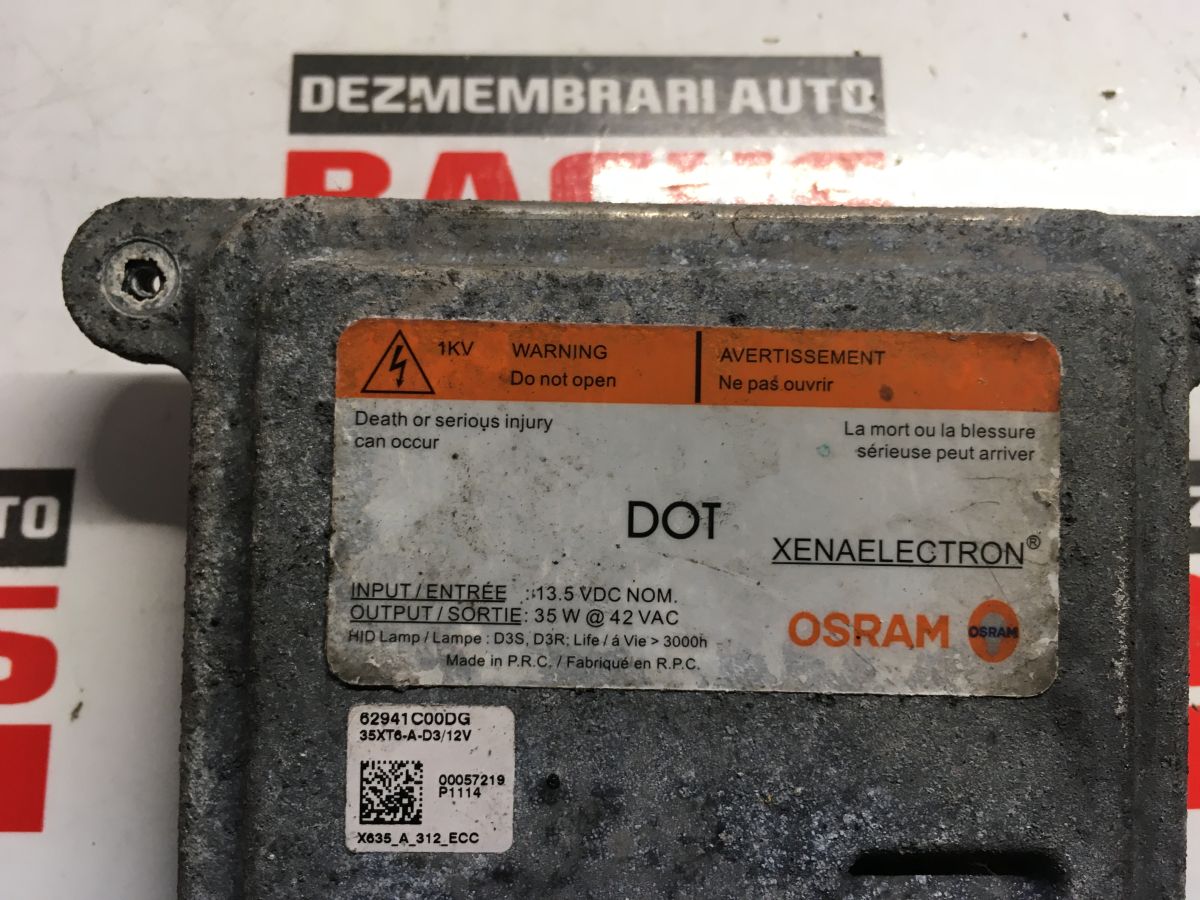 DEZMEMBRARI AUTO
1KV
WARNING
Do not open
AVERTISSEMENT
Ne pas ouvrir
Death or serious injury
can occur
La mort ou la blessure
sérieuse peut arriver
DOT
XENAELECTRON®
INPUT / ENTRÉE : 13.5 VDC NOM.
OUTPUT / SORTIE : 35 W @ 42 VAC
HID Lamp / Lampe : D3S, D3R; Life / á Vie > 3000h
Made in P.R.C. / Fabriqué en R.P.C.
OSRAM
OSRAM
62941C00DG
35XT6-A-D3/12V
00057219
P1114
X635_A_312_ECC